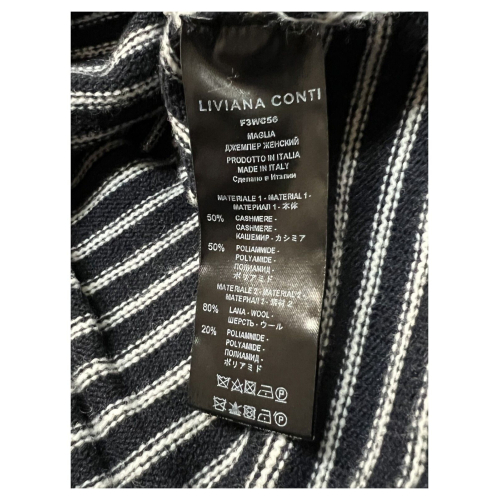 LIVIANA CONTI
F3WC56
MAGLIA
ДЖЕМПЕР ЖЕНСКИЙ
PRODOTTO IN ITALIA
MADE IN ITALY
Сделано в Италии
MATERIALE 1 - MATERIAL 1 -
МАТЕРИАЛ 1 - 本体
50% CASHMERE -
CASHMERE -
КАШЕМИР - カシミア
50% POLIAMMIDE -
POLYAMIDE -
ПОЛИАМИД -
ポリアミド
MATERIALE 2 - MATERIAL 2 -
МАТЕРИАЛ 2 - 素材 2
80% LANA - WOOL -
ШЕРСТЬ - ウール
20% POLIAMMIDE -
POLYAMIDE -
ПОЛИАМИД -
ポリアミド